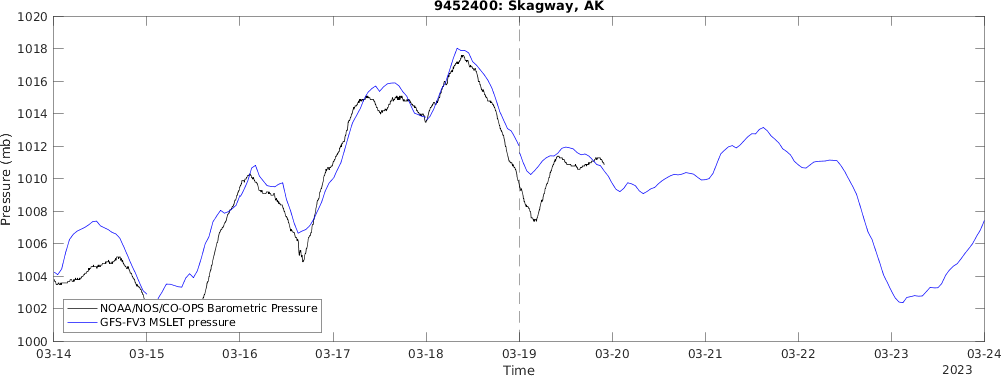 9452400: Skagway, AK
1020
1018
1016
1014
1012
1010
1008
1006
1004
1002
1000
Pressure (mb)
NOAA/NOS/CO-OPS Barometric Pressure
GFS-FV3 MSLET pressure
03-14 03-15 03-16 03-17 03-18 03-19 03-20 03-21 03-22 03-23 03-24
Time
2023